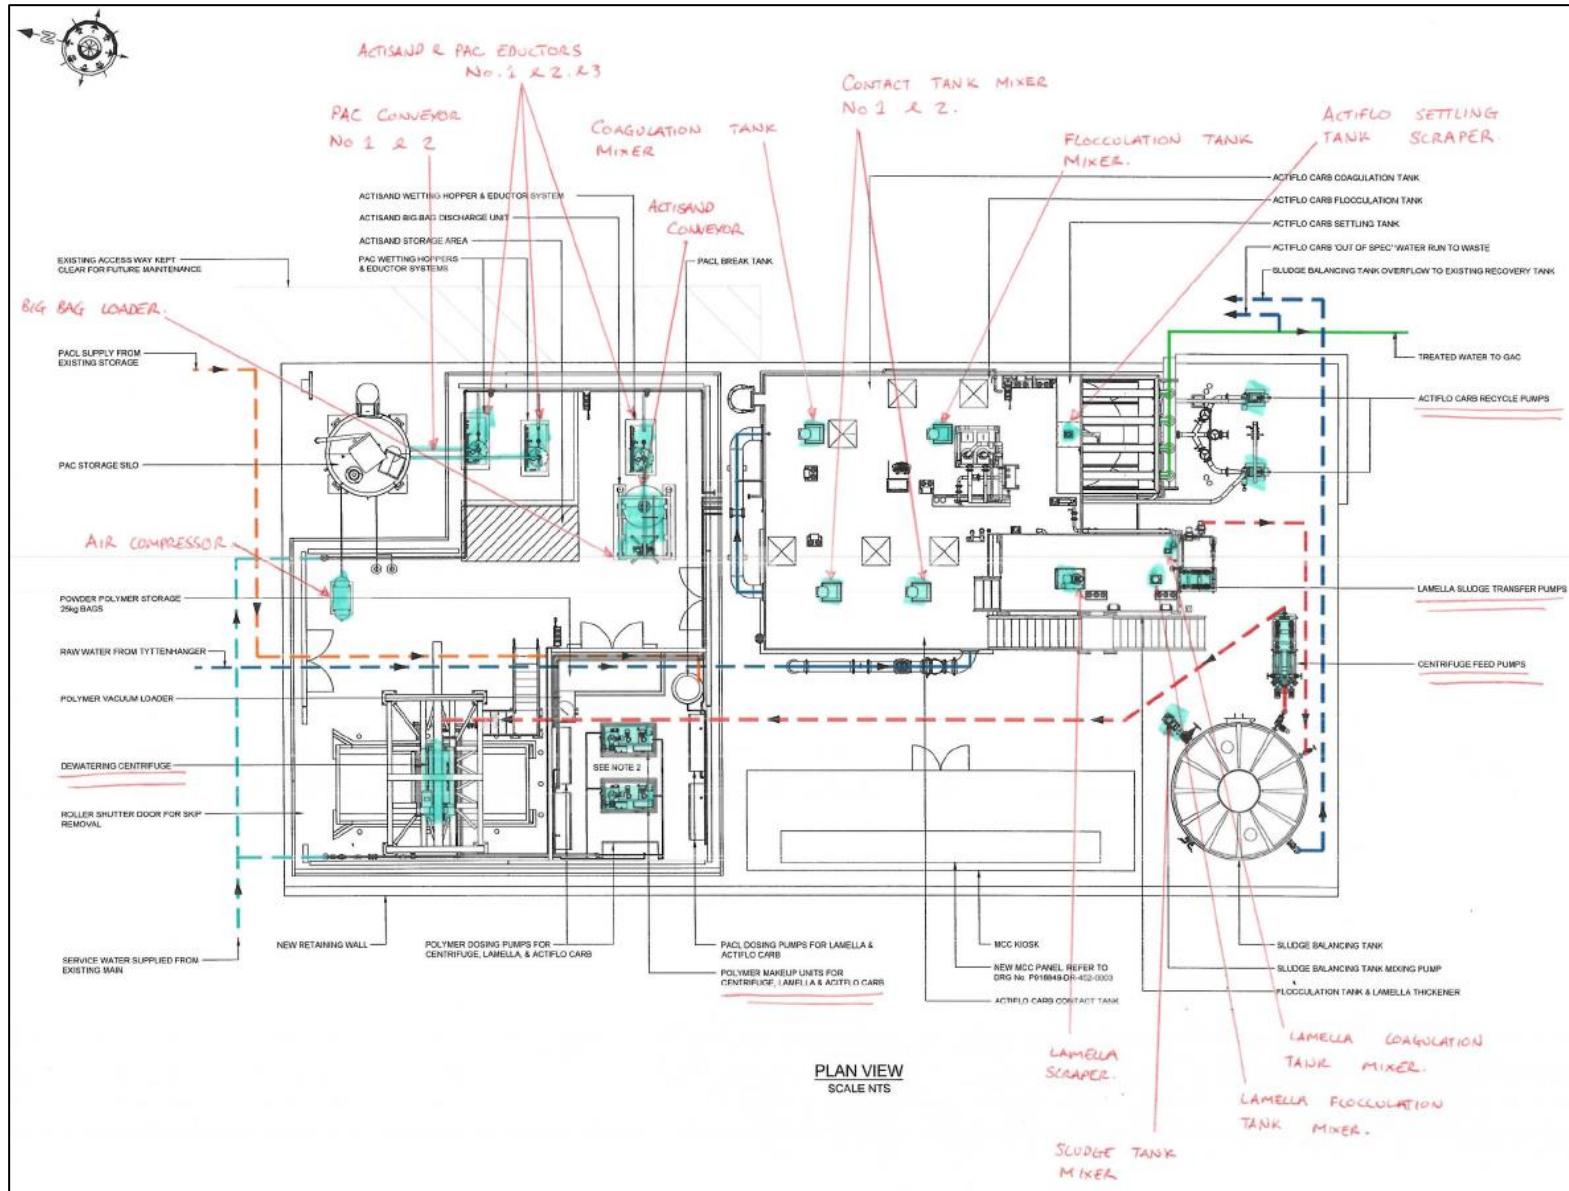 N
ACTISAND & PAC EDUCTORS
No.1 & 2.&3
PAC CONVEYOR
No 1 & 2
COAGULATION TANK
MIXER
CONTACT TANK MIXER
No 1 & 2.
FLOCCULATION TANK
MIXER.
ACTIFLO SETTLING
TANK SCRAPER.
ACTISAND
CONVEYOR
BIG BAG LOADER.
AIR COMPRESSOR
ACTISAND WETTING HOPPER & EDUCTOR SYSTEM
ACTISAND BIG BAG DISCHARGE UNIT
ACTISAND STORAGE AREA
PAC WETTING HOPPERS
& EDUCTOR SYSTEMS
PACL BREAK TANK
EXISTING ACCESS WAY KEPT
CLEAR FOR FUTURE MAINTENANCE
PACL SUPPLY FROM
EXISTING STORAGE
PAC STORAGE SILO
POWDER POLYMER STORAGE
25kg BAGS
RAW WATER FROM TYTTENHANGER
POLYMER VACUUM LOADER
DEWATERING CENTRIFUGE
ROLLER SHUTTER DOOR FOR SKIP
REMOVAL
SERVICE WATER SUPPLIED FROM
EXISTING MAIN
ACTIFLO CARB COAGULATION TANK
ACTIFLO CARB FLOCCULATION TANK
ACTIFLO CARB SETTLING TANK
ACTIFLO CARB 'OUT OF SPEC' WATER RUN TO WASTE
SLUDGE BALANCING TANK OVERFLOW TO EXISTING RECOVERY TANK
TREATED WATER TO GAC
ACTIFLO CARB RECYCLE PUMPS
LAMELLA SLUDGE TRANSFER PUMPS
CENTRIFUGE FEED PUMPS
SEE NOTE 2
NEW RETAINING WALL
POLYMER DOSING PUMPS FOR
CENTRIFUGE, LAMELLA, & ACTIFLO CARB
PACL DOSING PUMPS FOR LAMELLA &
ACTIFLO CARB
POLYMER MAKEUP UNITS FOR
CENTRIFUGE, LAMELLA & ACITFLO CARB
MCC KIOSK
NEW MCC PANEL REFER TO
DRG No. P016849-DR-452-0003
ACTIFLO CARB CONTACT TANK
SLUDGE BALANCING TANK
SLUDGE BALANCING TANK MIXING PUMP
FLOCCULATION TANK & LAMELLA THICKENER
PLAN VIEW
SCALE NTS
LAMELLA
SCRAPER.
LAMELLA COAGULATION
TANK MIXER.
LAMELLA FLOCCULATION
TANK MIXER.
SLUDGE TANK
MIXER